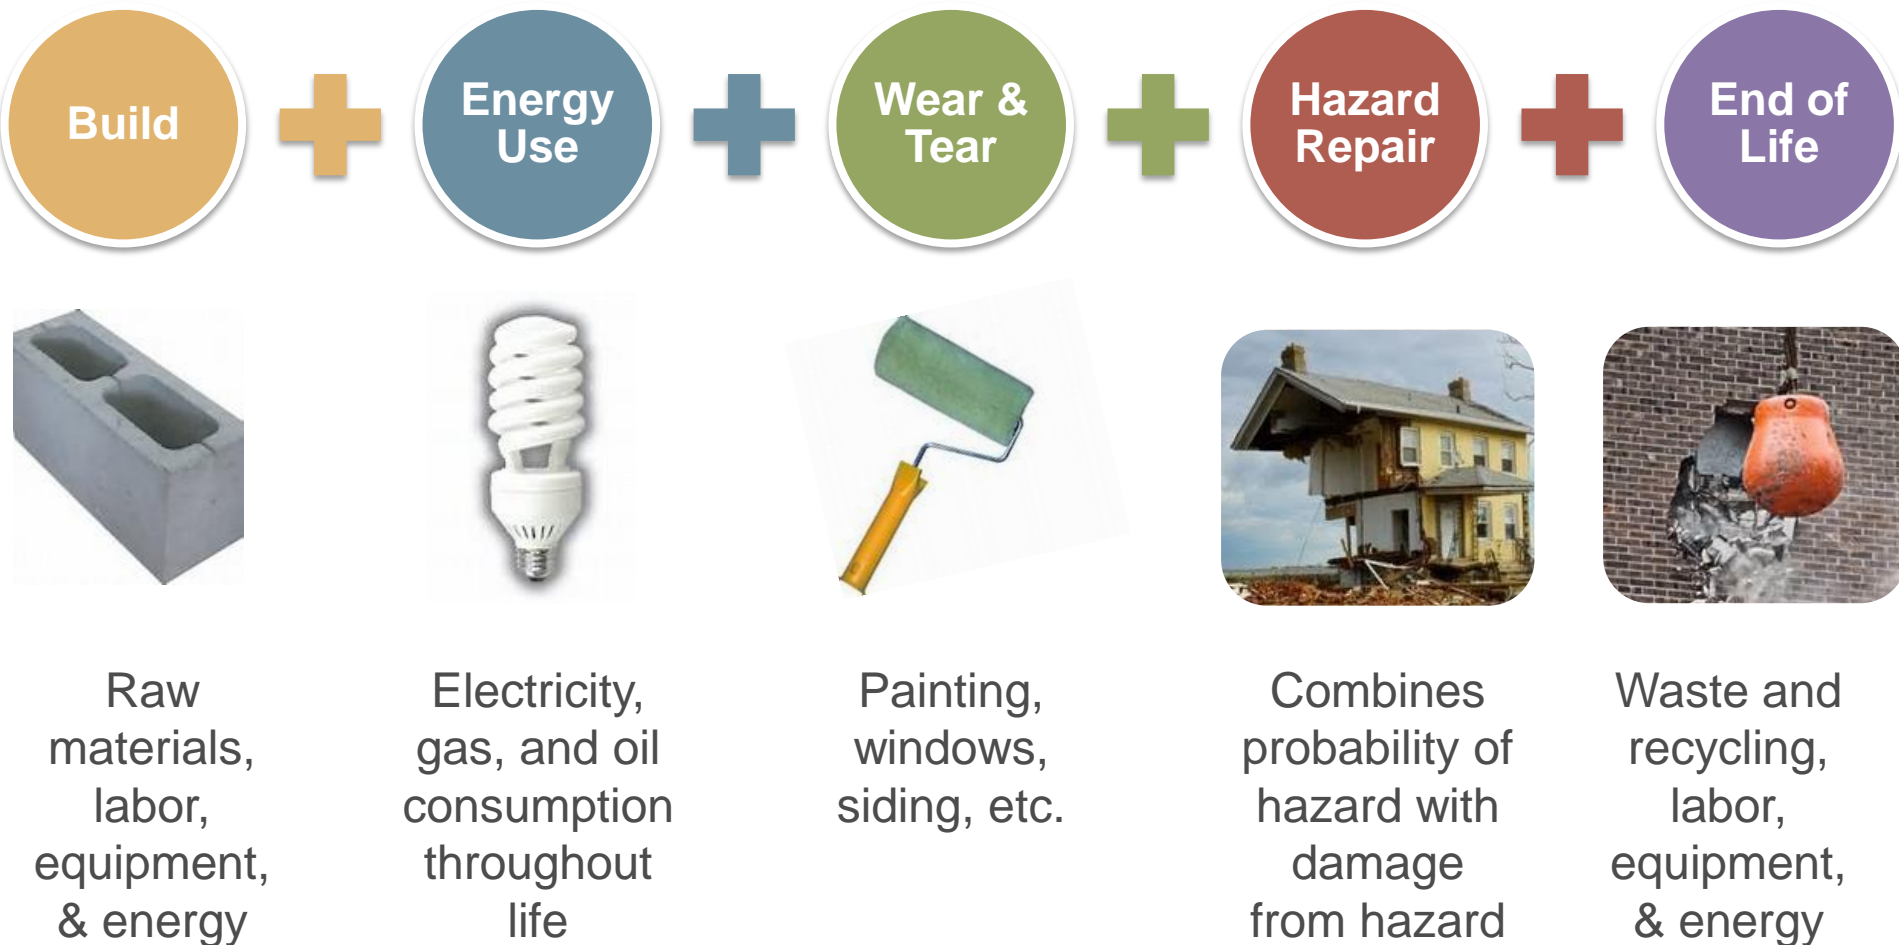 Build
Energy
Use
Wear &
Tear
Hazard
Repair
End of
Life
Raw
materials,
labor,
equipment,
& energy
Electricity,
gas, and oil
consumption
throughout
life
Painting,
windows,
siding, etc.
Combines
probability of
hazard with
damage
from hazard
Waste and
recycling,
labor,
equipment,
& energy